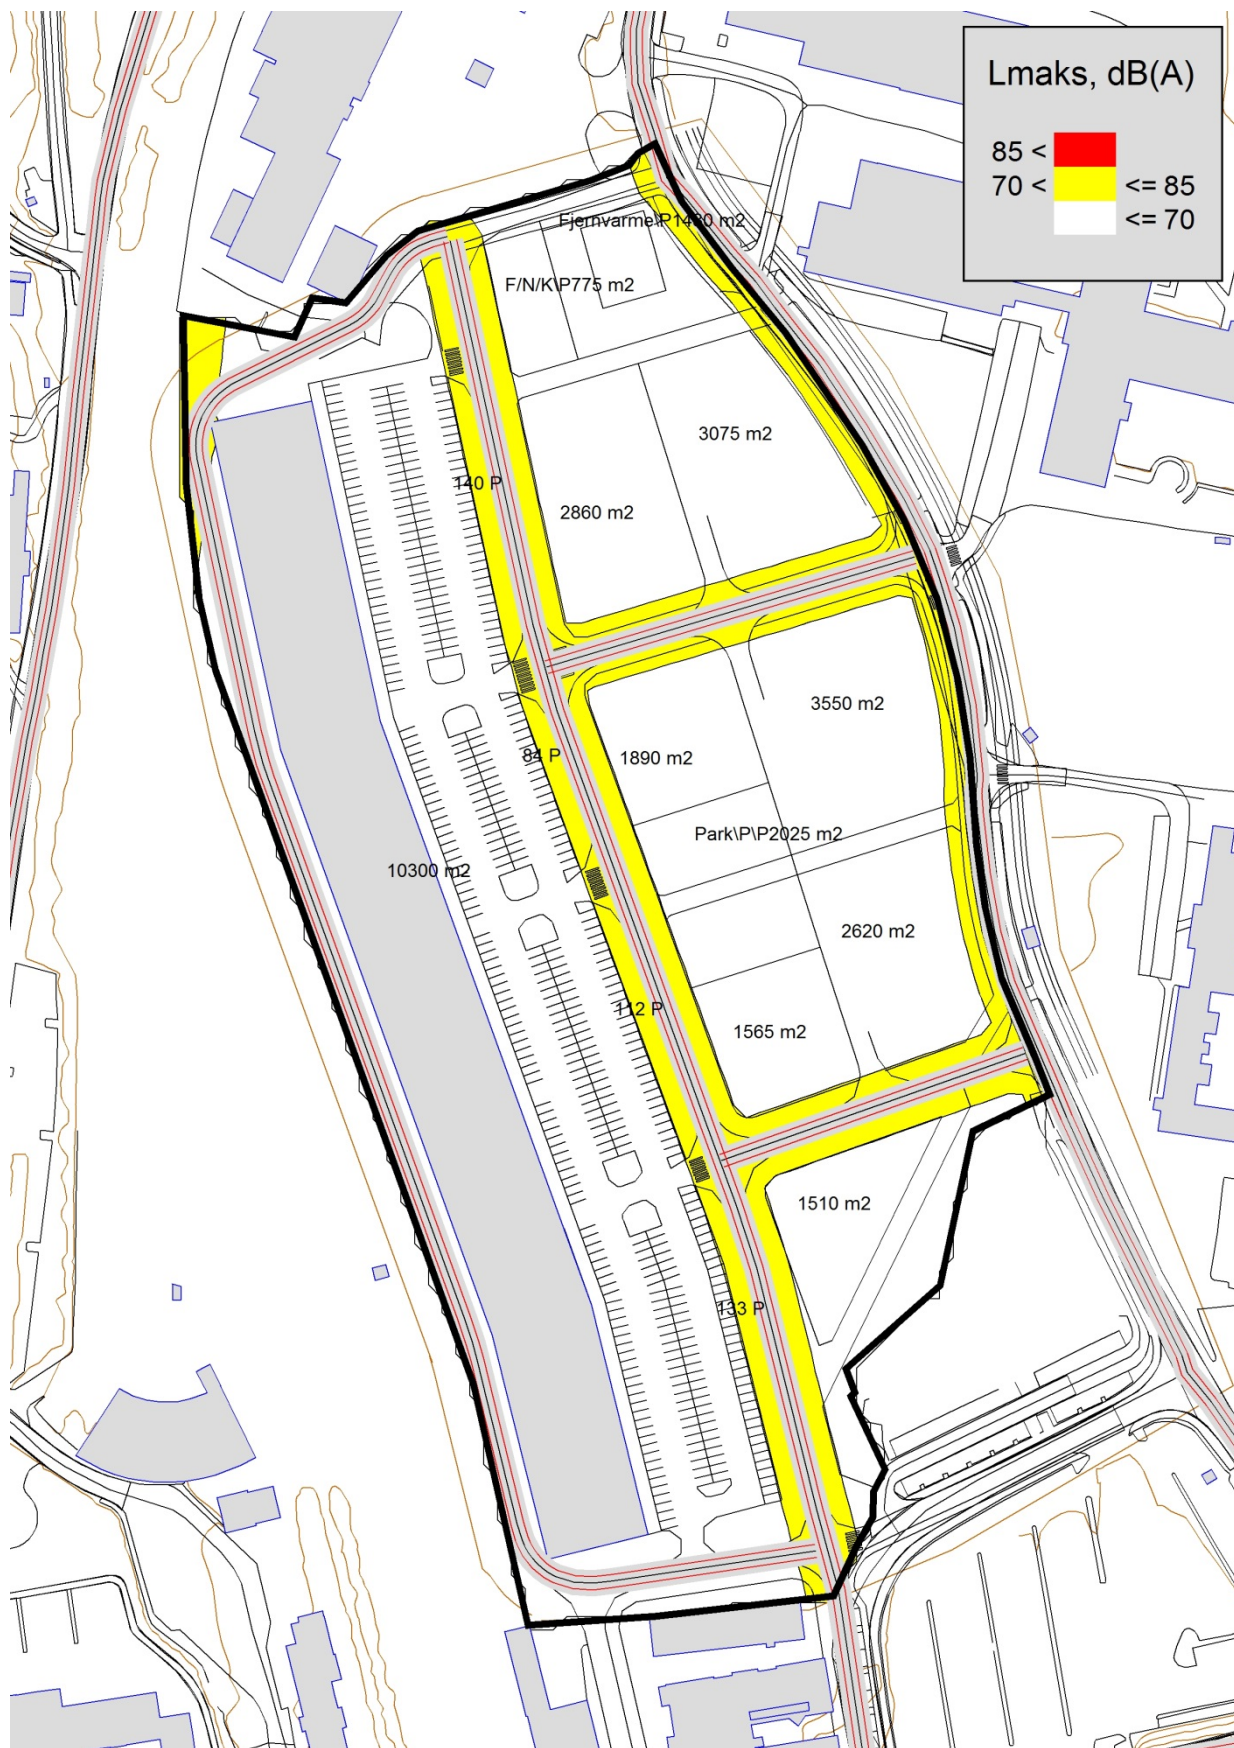 Lmaks, dB(A)
85 <
70 < <= 85
<= 70
Fjernvarme\P1480 m2
F/N/K\P775 m2
3075 m2
140 P
2860 m2
3550 m2
84 P
1890 m2
Park\P\P2025 m2
10300 m2
2620 m2
112 P
1565 m2
1510 m2
133 P